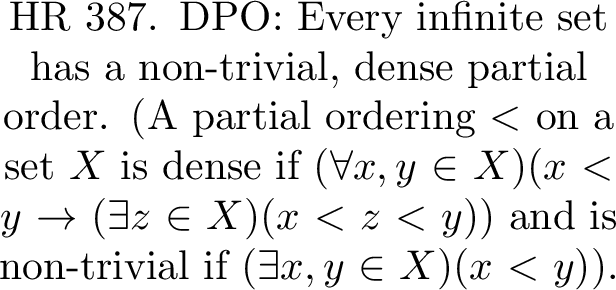 HR 387. DPO: Every infinite set
has a non-trivial, dense partial
order. (A partial ordering < on a
set X is dense if (∀x, y ∈ X)(x <
y → (∃z ∈ X)(x < z < y)) and is
non-trivial if (∃x, y ∈ X)(x < y)).